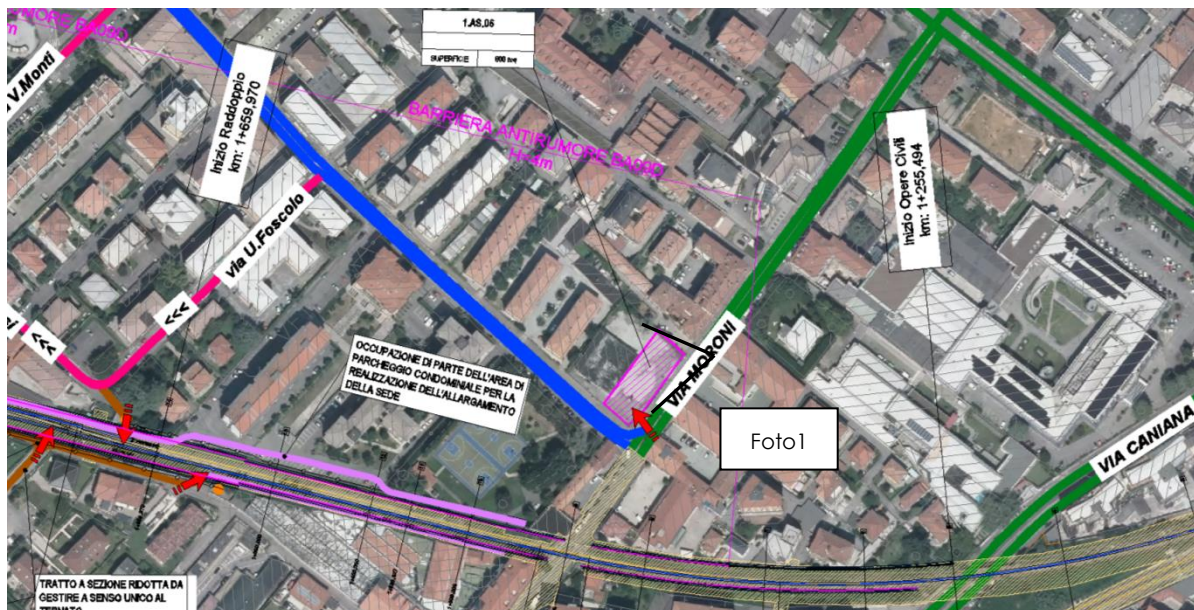 1.AS.06
SUPERFICIE
V.Monti
Inizio Raddoppio
km: 1+659,970
BARRIERA ANTIRUMORE BA09D
H=4m
Inizio Opere Civili
km: 1+255,494
via U.Foscolo
<<<
<<<
OCCUPAZIONE DI PARTE DELL'AREA DI
PARCHEGGIO CONDOMINIALE PER LA
REALIZZAZIONE DELL'ALLARGAMENTO
DELLA SEDE
VIA MORONI
Foto1
VIA CANIANA
TRATTO A SEZIONE RIDOTTA DA
GESTIRE A SENSO UNICO AL